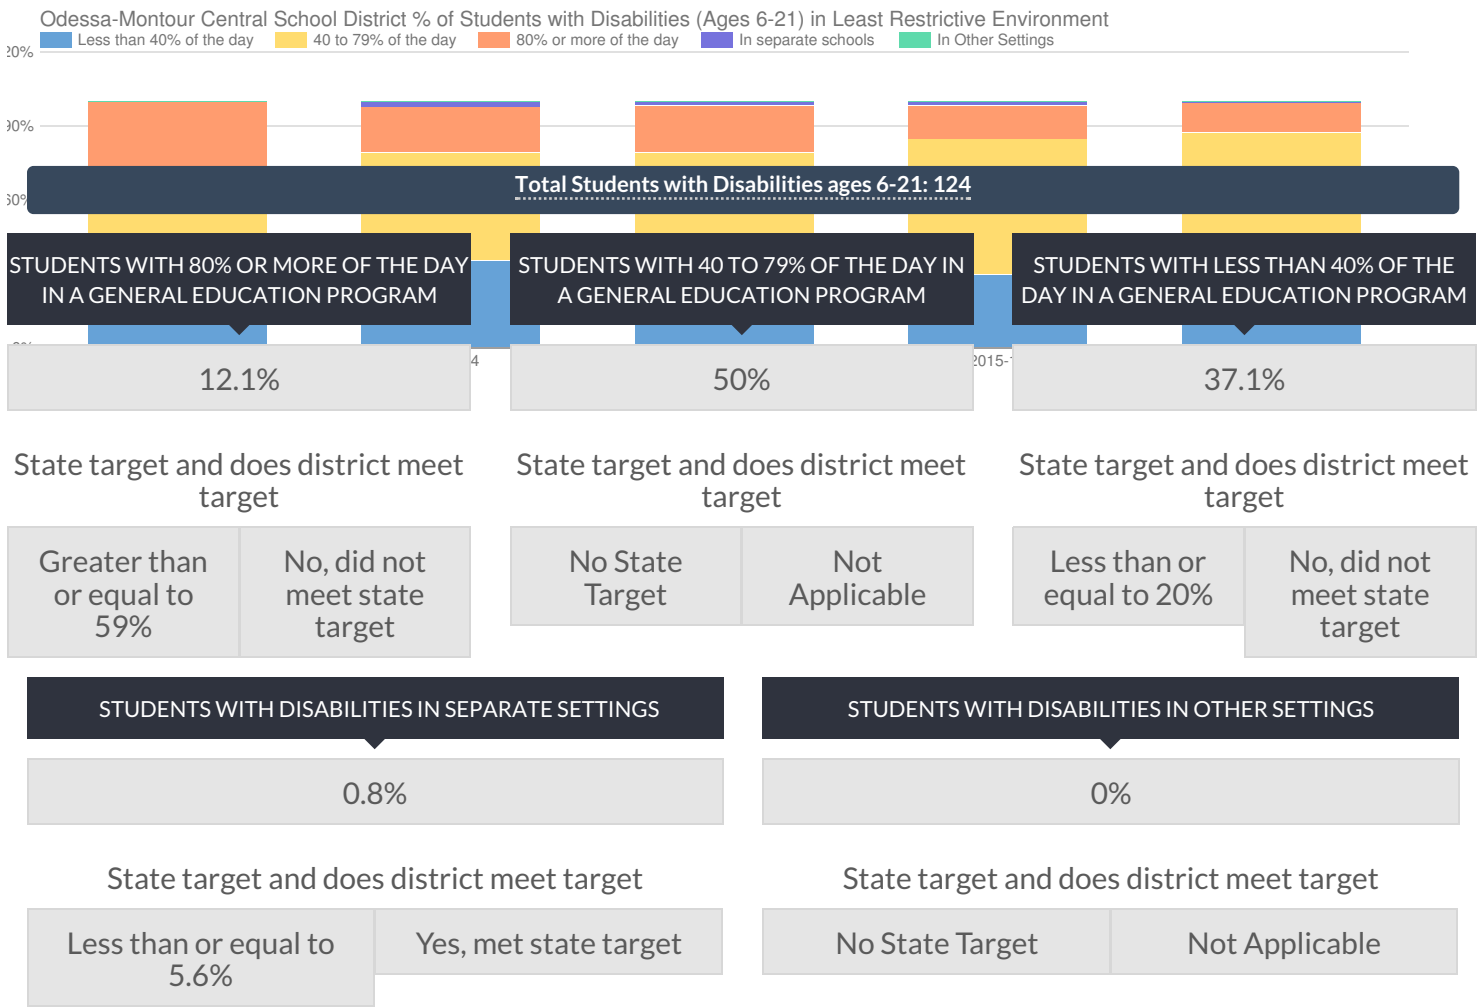 Odessa-Montour Central School District % of Students with Disabilities (Ages 6-21) in Least Restrictive Environment
Less than 40% of the day 40 to 79% of the day 80% or more of the day In separate schools In Other Settings
20%
90%
60%
Total Students with Disabilities ages 6-21: 124
STUDENTS WITH 80% OR MORE OF THE DAY
IN A GENERAL EDUCATION PROGRAM
STUDENTS WITH 40 TO 79% OF THE DAY IN
A GENERAL EDUCATION PROGRAM
STUDENTS WITH LESS THAN 40% OF THE
DAY IN A GENERAL EDUCATION PROGRAM
4
2015-1
12.1%
50%
37.1%
State target and does district meet
target
State target and does district meet
target
State target and does district meet
target
Greater than
or equal to
59%
No, did not
meet state
target
No State
Target
Not
Applicable
Less than or
equal to 20%
No, did not
meet state
target
STUDENTS WITH DISABILITIES IN SEPARATE SETTINGS
STUDENTS WITH DISABILITIES IN OTHER SETTINGS
0.8%
0%
State target and does district meet target
State target and does district meet target
Less than or equal to
5.6%
Yes, met state target
No State Target
Not Applicable